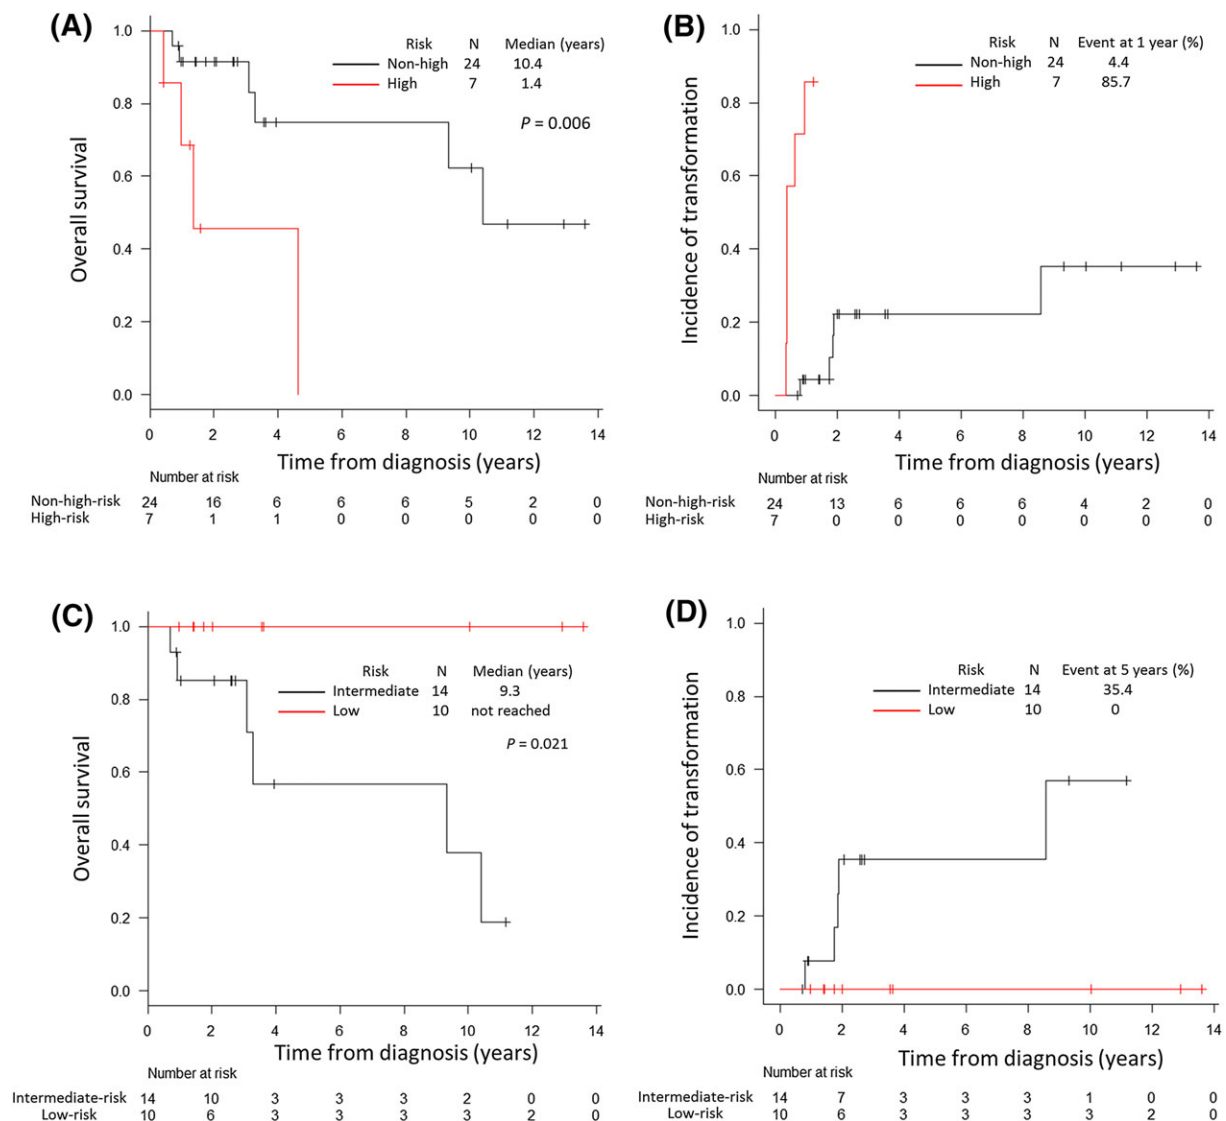 (A)
Risk N Median (years)
Non-high 24 10.4
High 7 1.4
P = 0.006
Overall survival
1.0
0.8
0.6
0.4
0.2
0.0
0 2 4 6 8 10 12 14
Time from diagnosis (years)
Number at risk
Non-high-risk 24 16 6 6 6 5 2 0
High-risk 7 1 1 0 0 0 0 0
(B)
Risk N Event at 1 year (%)
Non-high 24 4.4
High 7 85.7
Incidence of transformation
1.0
0.8
0.6
0.4
0.2
0.0
0 2 4 6 8 10 12 14
Time from diagnosis (years)
Number at risk
Non-high-risk 24 13 6 6 6 4 2 0
High-risk 7 0 0 0 0 0 0 0
(C)
Risk N Median (years)
Intermediate 14 9.3
Low 10 not reached
P = 0.021
Overall survival
1.0
0.8
0.6
0.4
0.2
0.0
0 2 4 6 8 10 12 14
Time from diagnosis (years)
Number at risk
Intermediate-risk 14 10 3 3 3 2 0 0
Low-risk 10 6 3 3 3 3 2 0
(D)
Risk N Event at 5 years (%)
Intermediate 14 35.4
Low 10 0
Incidence of transformation
1.0
0.8
0.6
0.4
0.2
0.0
0 2 4 6 8 10 12 14
Time from diagnosis (years)
Number at risk
Intermediate-risk 14 7 3 3 3 1 0 0
Low-risk 10 6 3 3 3 3 2 0